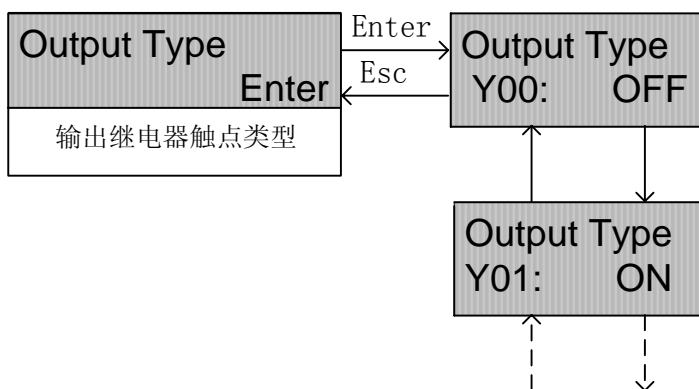 Output Type
Enter
输出继电器触点类型
Enter
Esc
Output Type
Y00: OFF
Output Type
Y01: ON